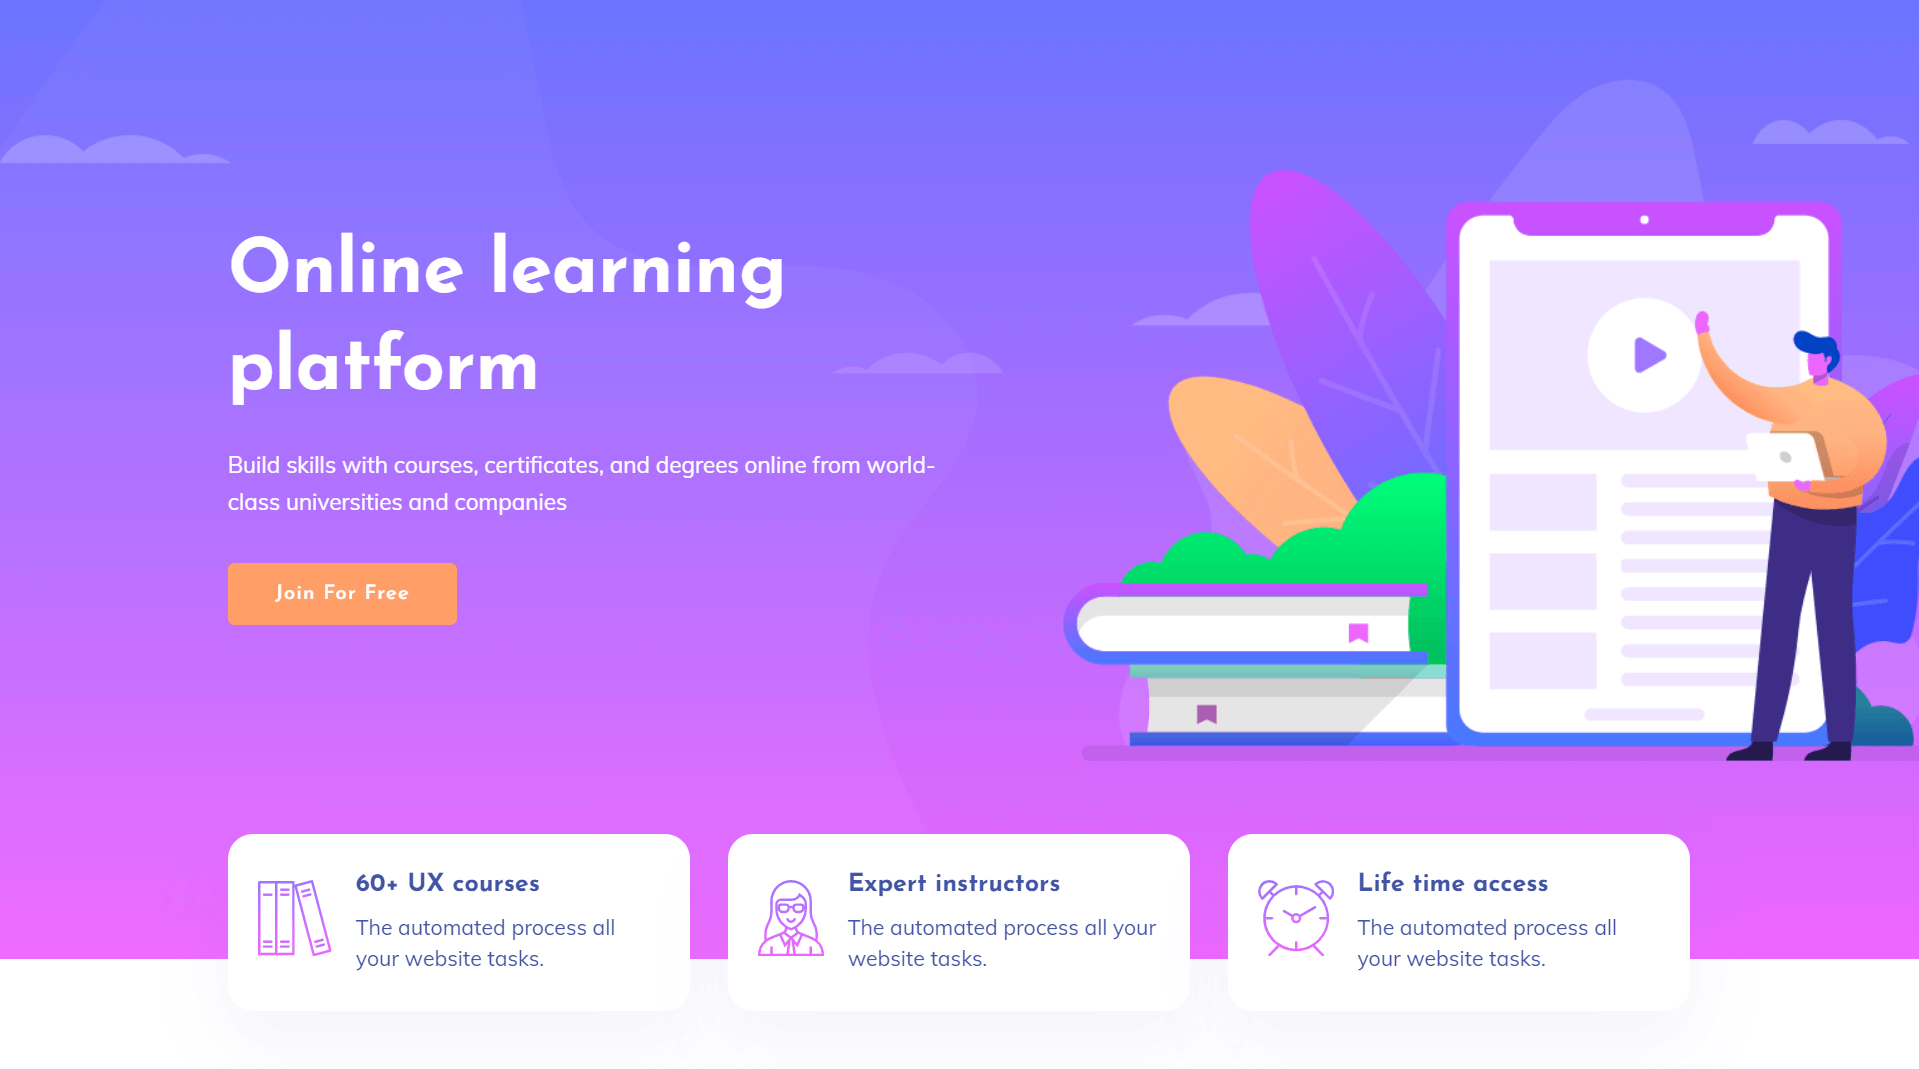 Online learning
platform
Build skills with courses, certificates, and degrees online from world-
class universities and companies
Join For Free
60+ UX courses
The automated process all
your website tasks.
Expert instructors
The automated process all your
website tasks.
Life time access
The automated process all
your website tasks.